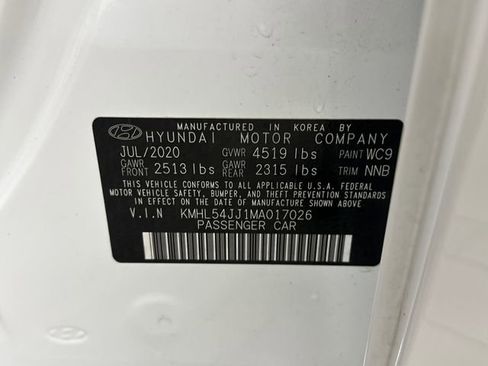 MANUFACTURED IN KOREA BY
HYUNDAI MOTOR COMPANY
JUL/2020 GVWR 4519 lbs PAINT WC9
GAWR FRONT 2513 lbs GAWR REAR 2315 lbs TRIM NNB
THIS VEHICLE CONFORMS TO ALL APPLICABLE U.S.A. FEDERAL
MOTOR VEHICLE SAFETY, BUMPER, AND THEFT PREVENTION STANDARDS
IN EFFECT ON THE DATE OF MANUFACTURE SHOWN ABOVE.
V.I.N KMHL54JJ1MA017026
PASSENGER CAR